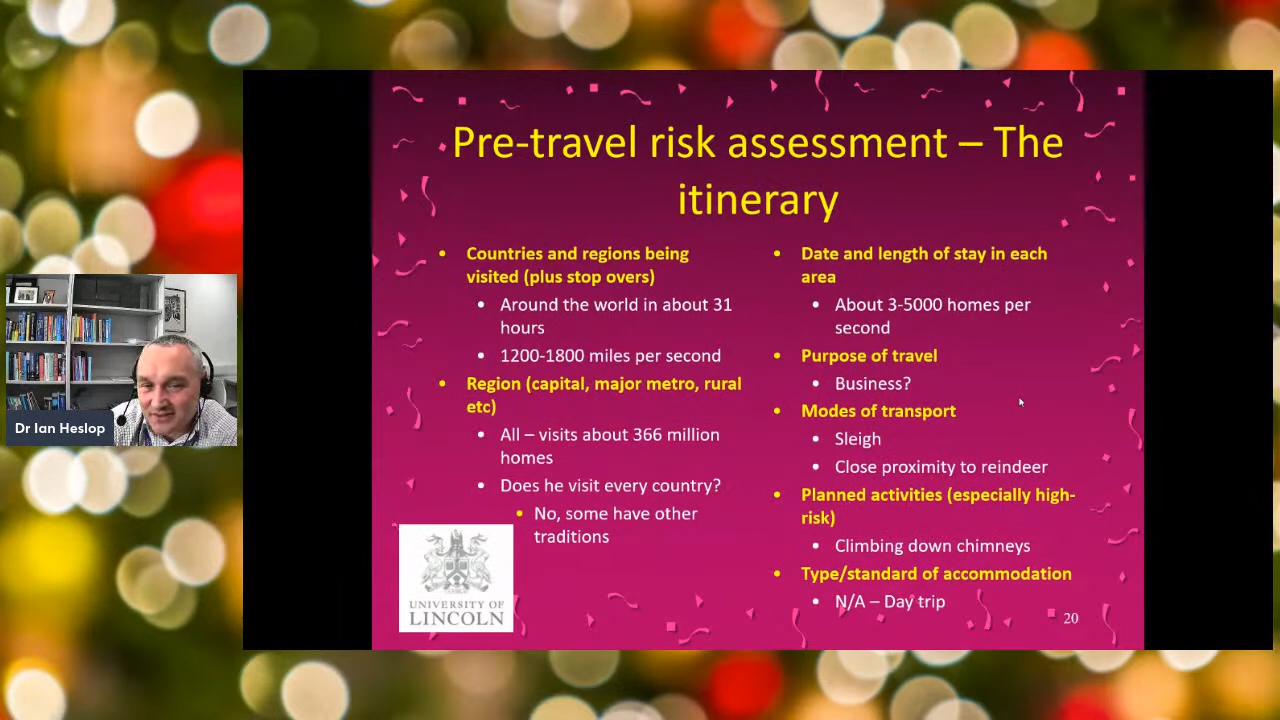 Pre-travel risk assessment – The
itinerary
• Countries and regions being
visited (plus stop overs)
• Around the world in about 31
hours
• 1200-1800 miles per second
• Region (capital, major metro, rural
etc)
• All – visits about 366 million
homes
• Does he visit every country?
• No, some have other
traditions
• Date and length of stay in each
area
• About 3-5000 homes per
second
• Purpose of travel
• Business?
• Modes of transport
• Sleigh
• Close proximity to reindeer
• Planned activities (especially high-
risk)
• Climbing down chimneys
• Type/standard of accommodation
• N/A – Day trip
UNIVERSITY OF
LINCOLN
20
Dr Ian Heslop